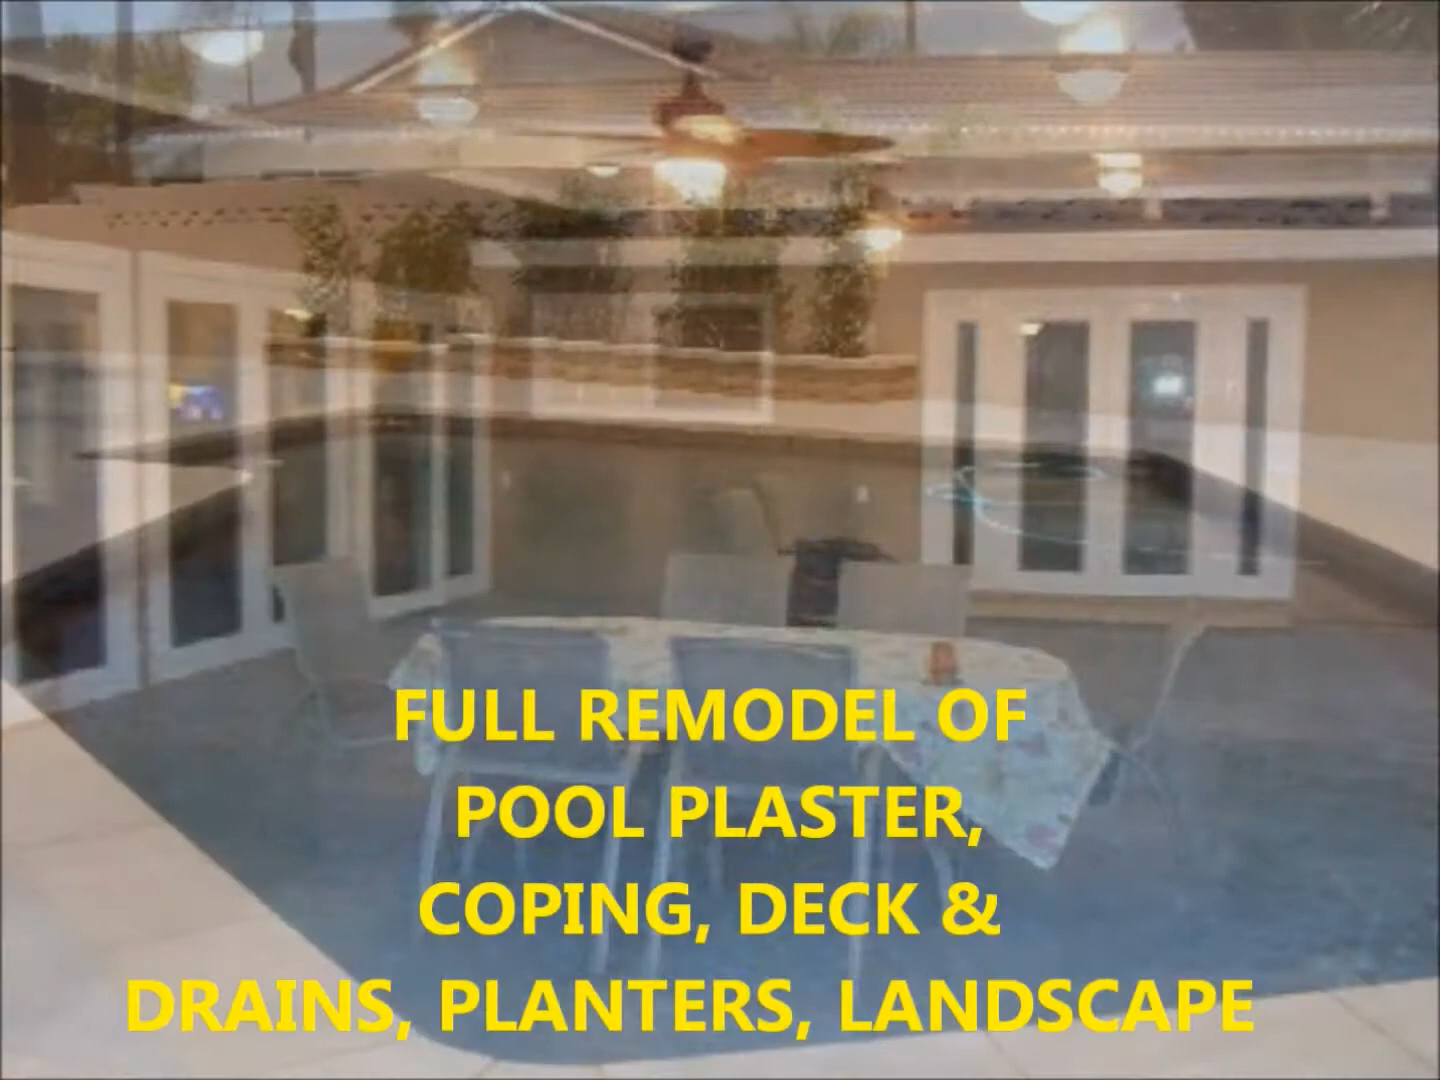 FULL REMODEL OF
POOL PLASTER,
COPING, DECK &
DRAINS, PLANTERS, LANDSCAPE